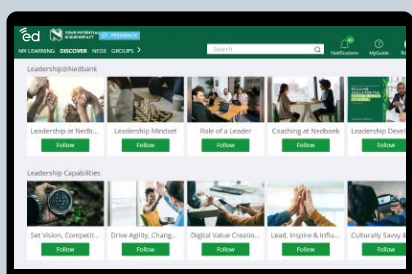 ed N YOUR POTENTIAL FEEDBACK
& OUR IMPACT
MY LEARNING DISCOVER NEDX GROUPS >
Search
Notifications MyGuide
Leadership@Nedbank
Leadership at Nedb... Leadership Mindset Role of a Leader Coaching at Nedbank Leadership Devel
Follow Follow Follow Follow Follow
Leadership Capabilities
Set Vision, Competit... Drive Agility, Chang... Digital Value Creatio... Lead, Inspire & Influ... Culturally Savvy &
Follow Follow Follow Follow Follow